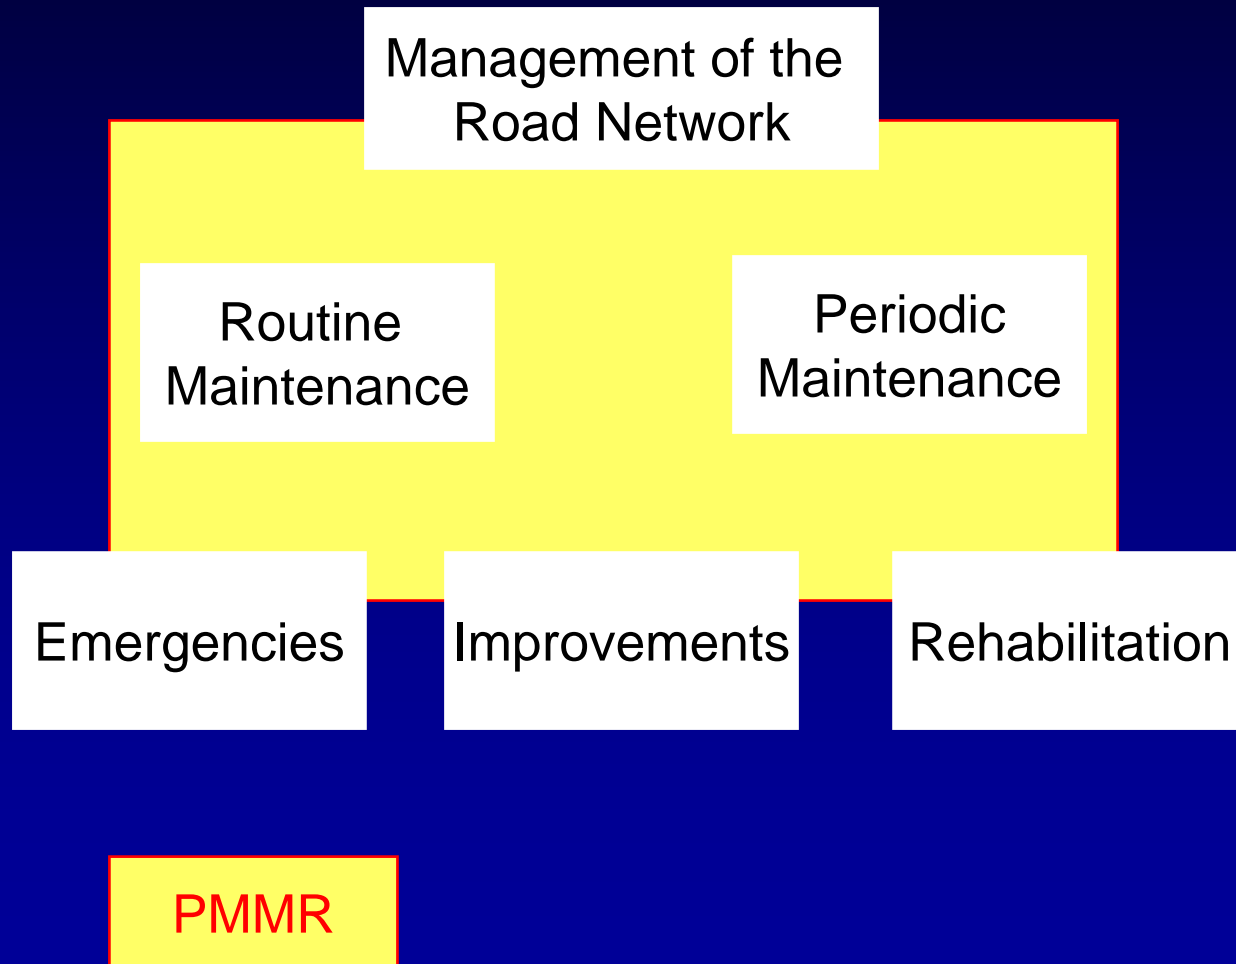 Management of the
Road Network
Routine
Maintenance
Periodic
Maintenance
Emergencies
Improvements
Rehabilitation
PMMR